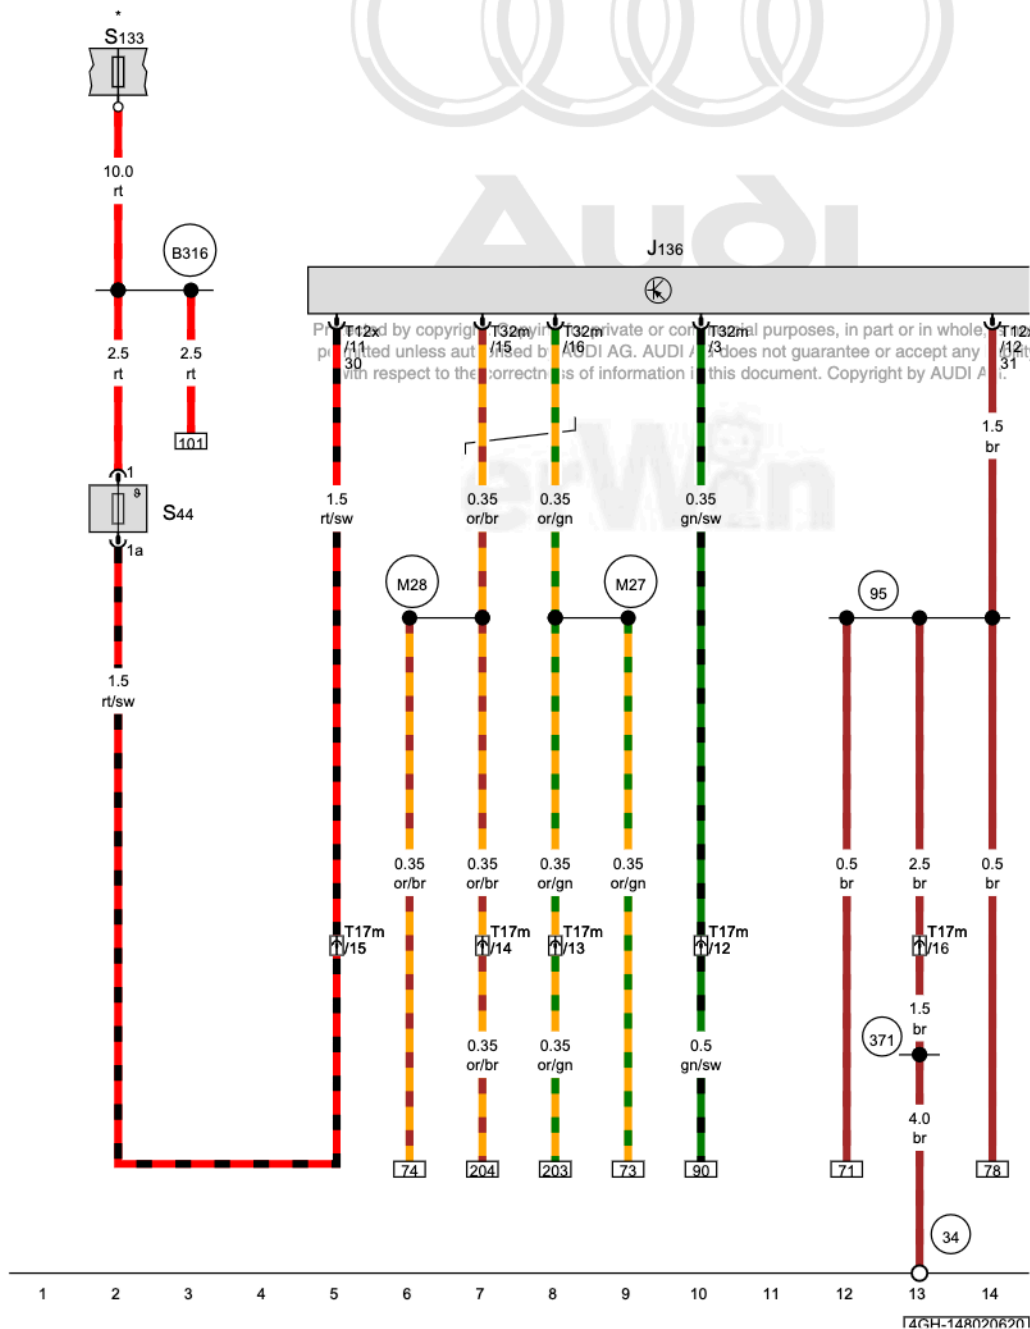 *
S133
10.0
rt
B316
2.5
rt
2.5
rt
101
1
S44
1a
1.5
rt/sw
Audi
J136
Protected by copyright. Copying for private or commercial purposes, in part or in whole, is
permitted unless authorised by AUDI AG. AUDI AG does not guarantee or accept any liability
with respect to the correctness of information in this document. Copyright by AUDI AG.
erWin
T12x
/11
30
T32m
/15
T32m
/16
T32m
/3
T12x
/12
31
1.5
br
1.5
rt/sw
0.35
or/br
0.35
or/gn
0.35
gn/sw
M28
M27
95
0.35
or/br
0.35
or/br
0.35
or/gn
0.35
or/gn
0.5
br
2.5
br
0.5
br
T17m
/15
T17m
/14
T17m
/13
T17m
/12
T17m
/16
0.35
or/br
0.35
or/gn
0.5
gn/sw
1.5
br
371
4.0
br
74
204
203
73
90
71
78
34
1 2 3 4 5 6 7 8 9 10 11 12 13 14
4GH-148020620